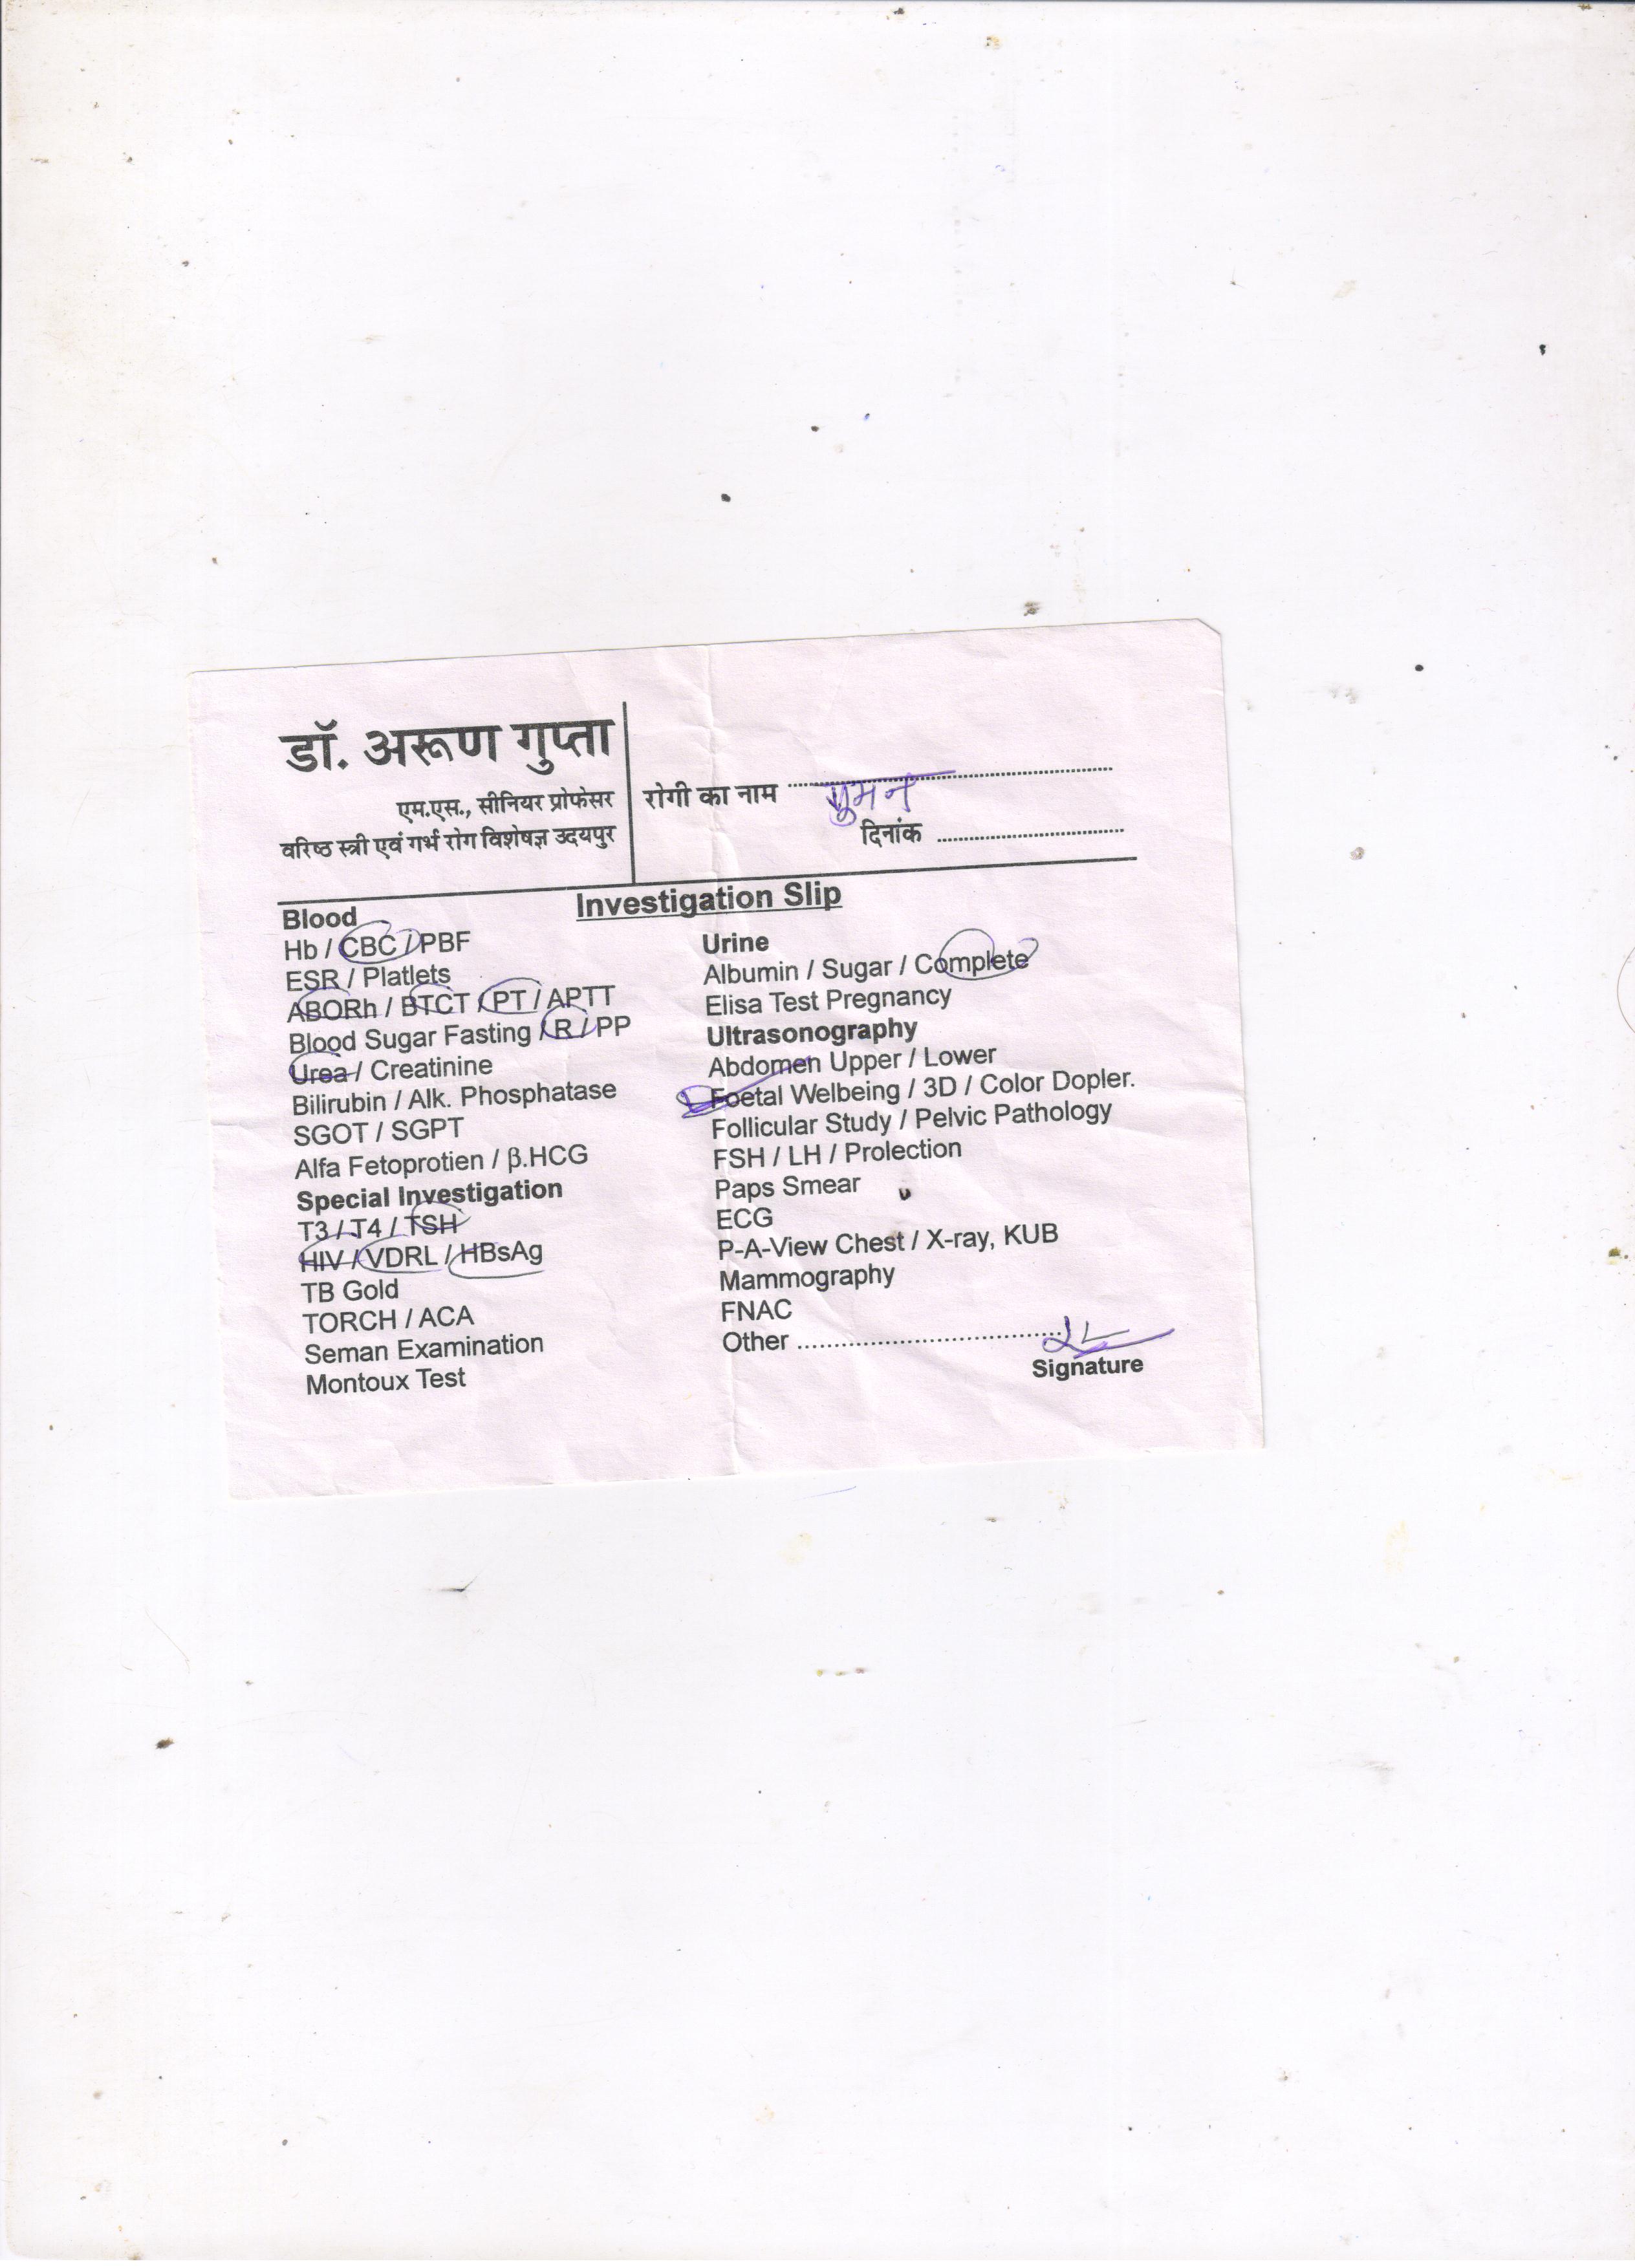 डॉ. अरूण गुप्ता
एम.एस., सीनियर प्रोफेसर
वरिष्ठ स्त्री एवं गर्भ रोग विशेषज्ञ उदयपुर
रोगी का नाम
दिनांक
Investigation Slip
Blood
Hb / CBC / PBF
ESR / Platlets
ABORh / BTCT / PT / APTT
Blood Sugar Fasting / R / PP
Urea / Creatinine
Bilirubin / Alk. Phosphatase
SGOT / SGPT
Alfa Fetoprotien / β.HCG
Special Investigation
T3 / T4 / TSH
HIV / VDRL / HBsAg
TB Gold
TORCH / ACA
Seman Examination
Montoux Test
Urine
Albumin / Sugar / Complete
Elisa Test Pregnancy
Ultrasonography
Abdomen Upper / Lower
Foetal Welbeing / 3D / Color Dopler.
Follicular Study / Pelvic Pathology
FSH / LH / Prolection
Paps Smear
ECG
P-A-View Chest / X-ray, KUB
Mammography
FNAC
Other
Signature